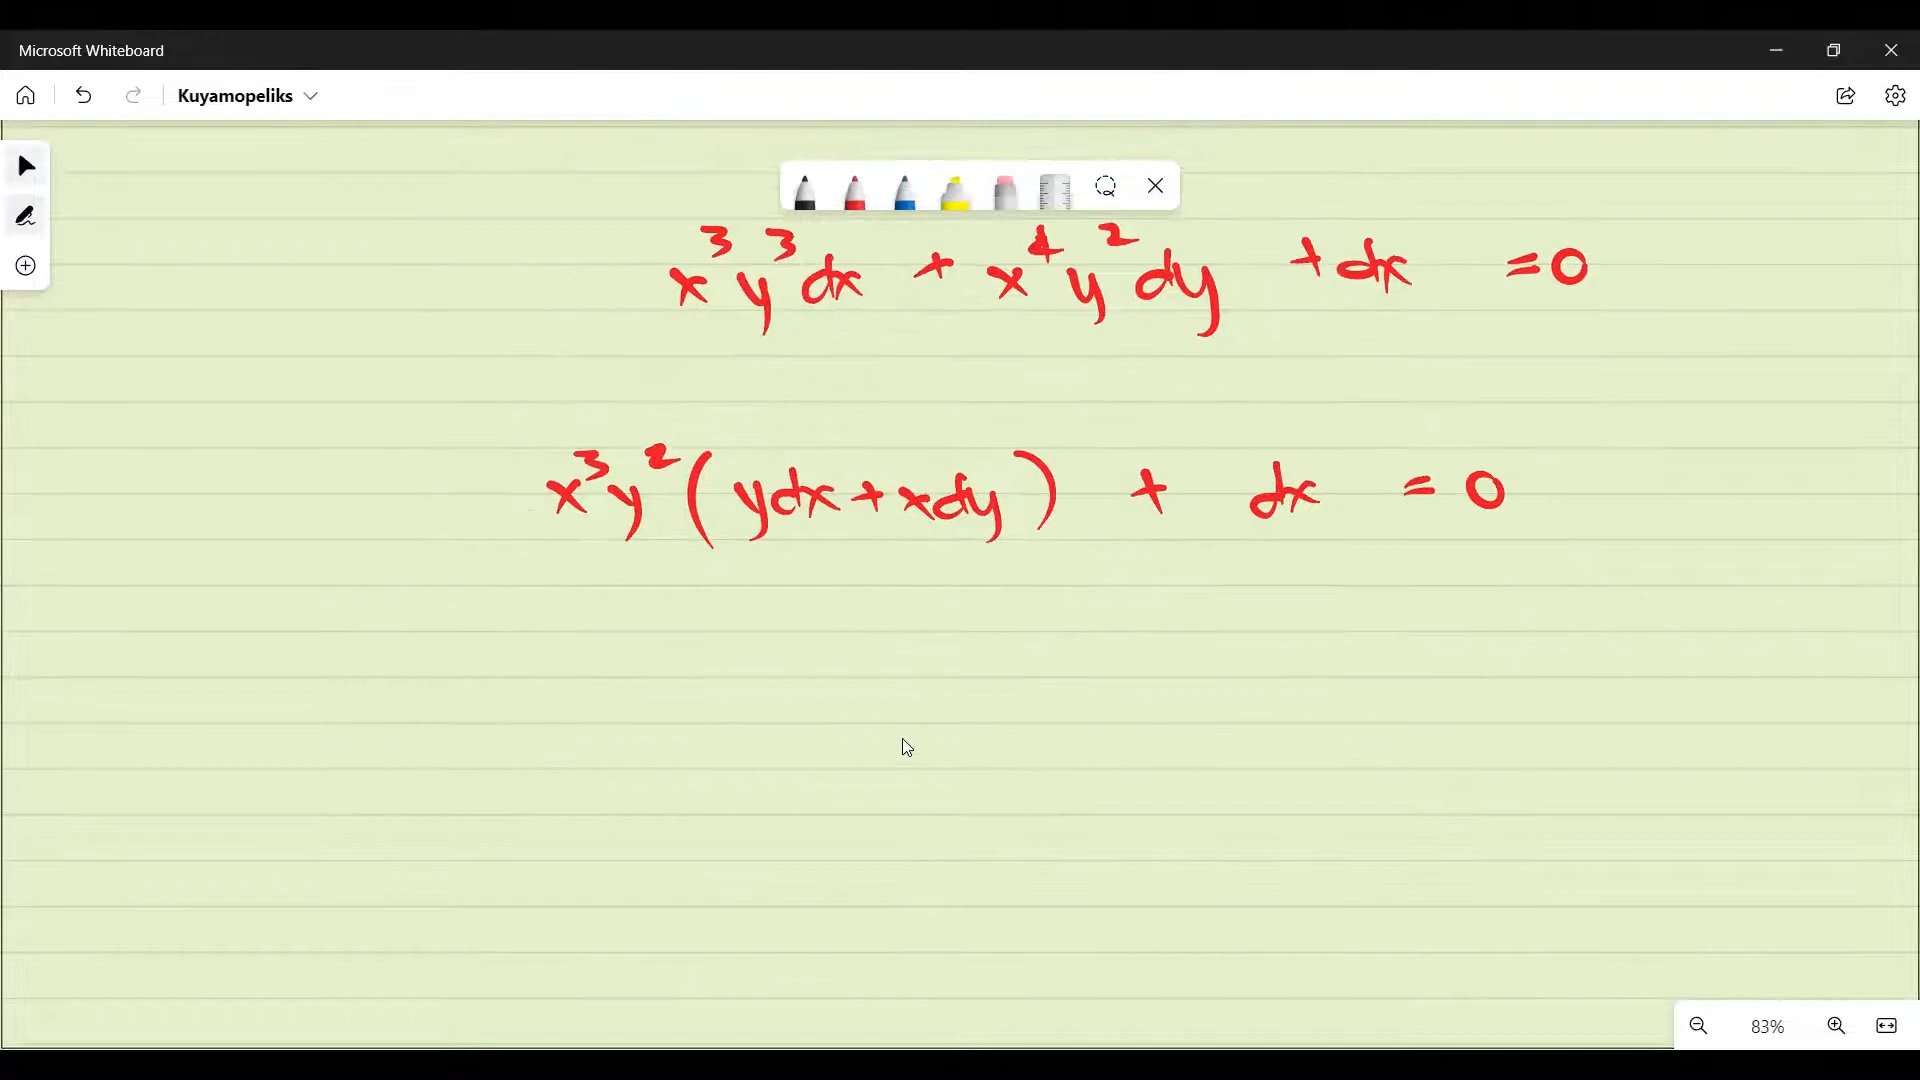 Microsoft Whiteboard
Kuyamopeliks
x³y³dx + x⁴y²dy + dx = 0
x³y²(ydx + xdy) + dx = 0
83%